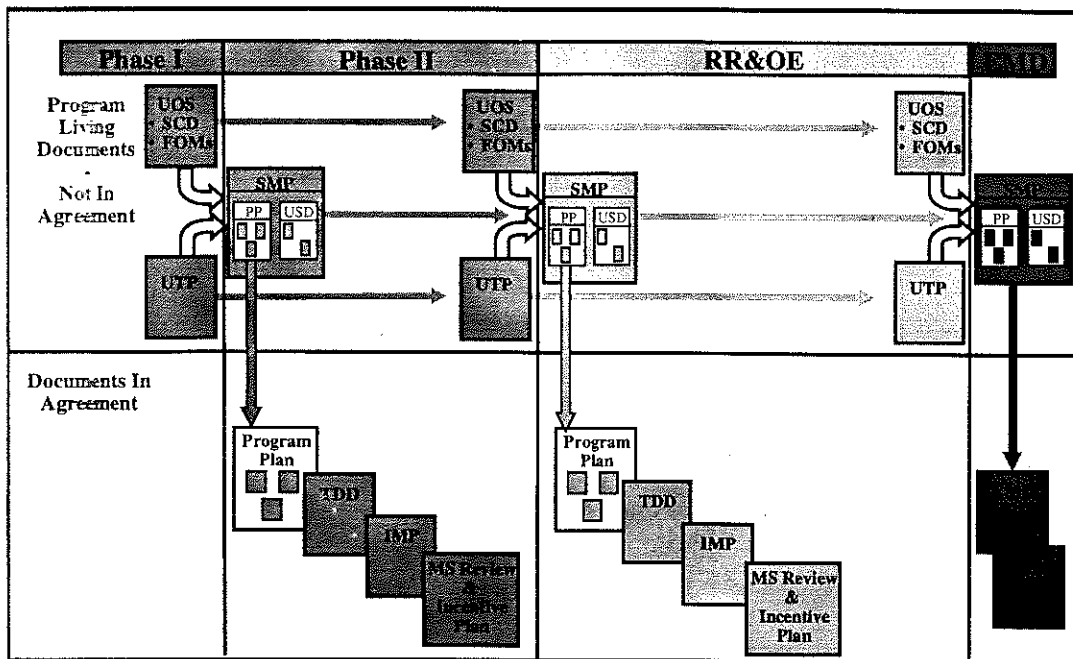 Phase I
Phase II
RR&OE
EMD
Program
Living
Documents
-
Not In
Agreement
UOS
• SCD
• FOMs
UOS
• SCD
• FOMs
UOS
• SCD
• FOMs
SMP
PP USD
SMP
PP USD
SMP
PP USD
UTP
UTP
UTP
Documents In
Agreement
Program
Plan
TDD
IMP
MS Review
&
Incentive
Plan
Program
Plan
TDD
IMP
MS Review
&
Incentive
Plan